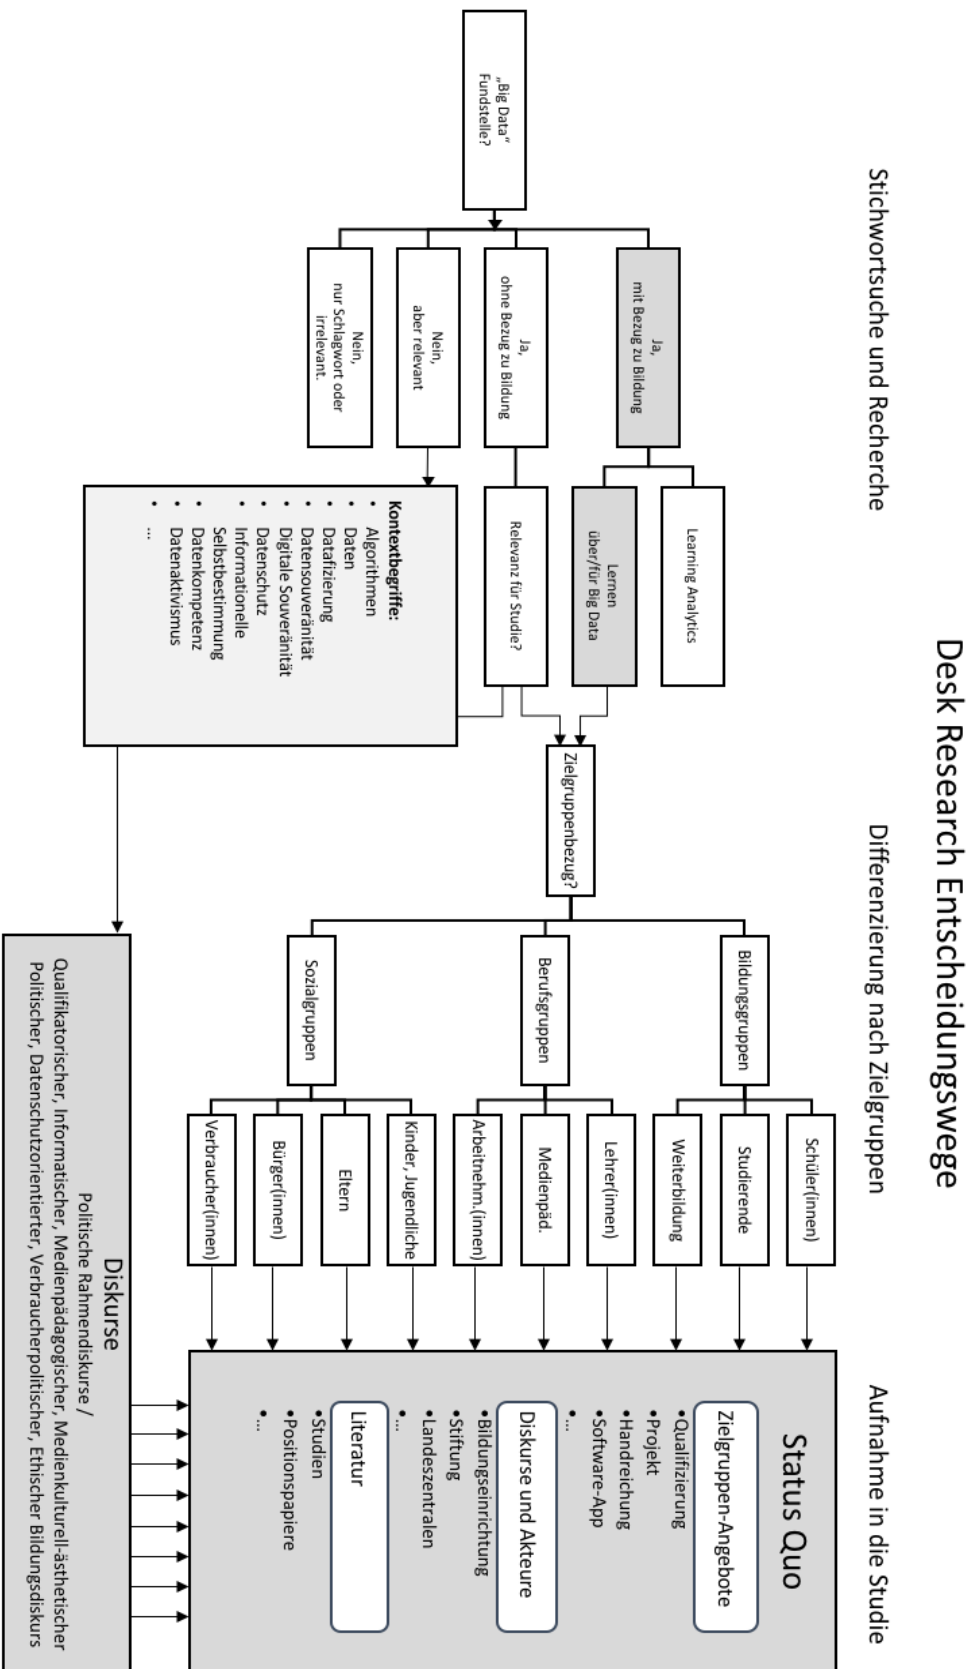 Desk Research Entscheidungswege
Stichwortsuche und Recherche
Differenzierung nach Zielgruppen
Aufnahme in die Studie
„Big Data“
Fundstelle?
Ja,
mit Bezug zu Bildung
Ja,
ohne Bezug zu Bildung
Nein,
aber relevant
Nein,
nur Schlagwort oder
irrelevant.
Learning Analytics
Lernen
über/für Big Data
Relevanz für Studie?
Kontextbegriffe:
• Algorithmen
• Daten
• Datafizierung
• Datensouveränität
• Digitale Souveränität
• Datenschutz
• Informationelle
Selbstbestimmung
• Datenkompetenz
• Datenaktivismus
• ...
Zielgruppenbezug?
Bildungsgruppen
Berufsgruppen
Sozialgruppen
Schüler(innen)
Studierende
Weiterbildung
Lehrer(innen)
Medienpäd.
Arbeitnehm.(innen)
Kinder, Jugendliche
Eltern
Bürger(innen)
Verbraucher(innen)
Status Quo
Zielgruppen-Angebote
•Qualifizierung
•Projekt
•Handreichung
•Software-App
•...
Diskurse und Akteure
•Bildungseinrichtung
•Stiftung
•Landeszentralen
•...
Literatur
•Studien
•Positionspapiere
•...
Diskurse
Politische Rahmendiskurse /
Qualifikatorischer, Informatischer, Medienpädagogischer, Medienkulturell-ästhetischer
Politischer, Datenschutzorientierter, Verbraucherpolitischer, Ethischer Bildungsdiskurs